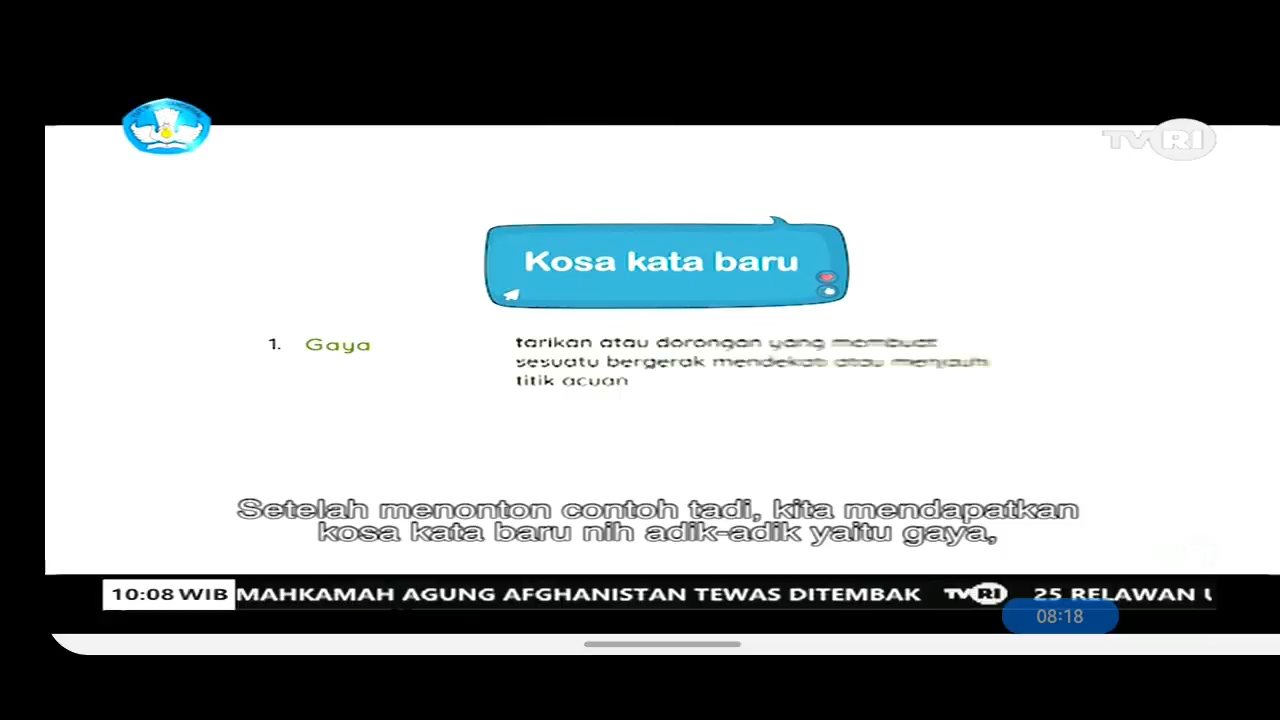 TVRI
Kosa kata baru
1. Gaya
tarikan atau dorongan yang membuat
sesuatu bergerak mendekati atau menjauhi
titik acuan
Setelah menonton contoh tadi, kita mendapatkan
kosa kata baru nih adik-adik yaitu gaya,
10:08 WIB MAHKAMAH AGUNG AFGHANISTAN TEWAS DITEMBAK TVRI 25 RELAWAN
08:18